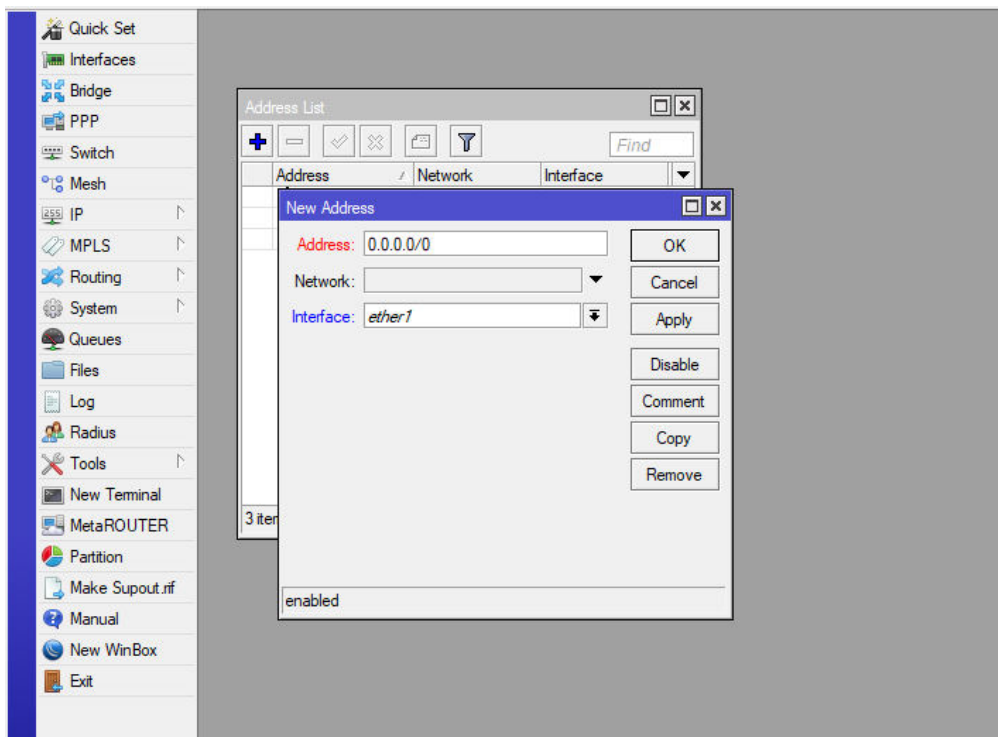 Quick Set
Interfaces
Bridge
PPP
Switch
Mesh
255 IP
MPLS
Routing
System
Queues
Files
Log
Radius
Tools
New Terminal
MetaROUTER
Partition
Make Supout.rif
Manual
New WinBox
Exit
Address List
Find
Address Network Interface
3 iter
New Address
Address: 0.0.0.0/0
Network:
Interface: ether1
OK
Cancel
Apply
Disable
Comment
Copy
Remove
enabled